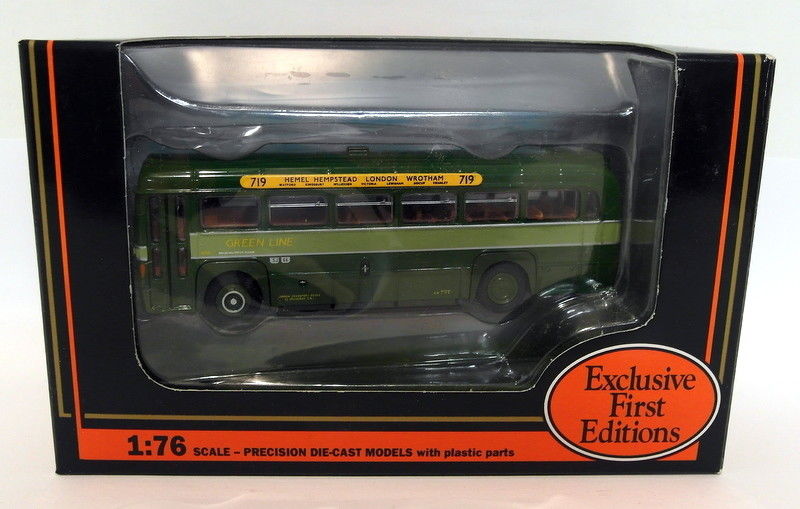 719 HEMEL HEMPSTEAD LONDON WROTHAM 719
GREEN LINE
Exclusive
First
Editions
1:76 SCALE – PRECISION DIE-CAST MODELS with plastic parts